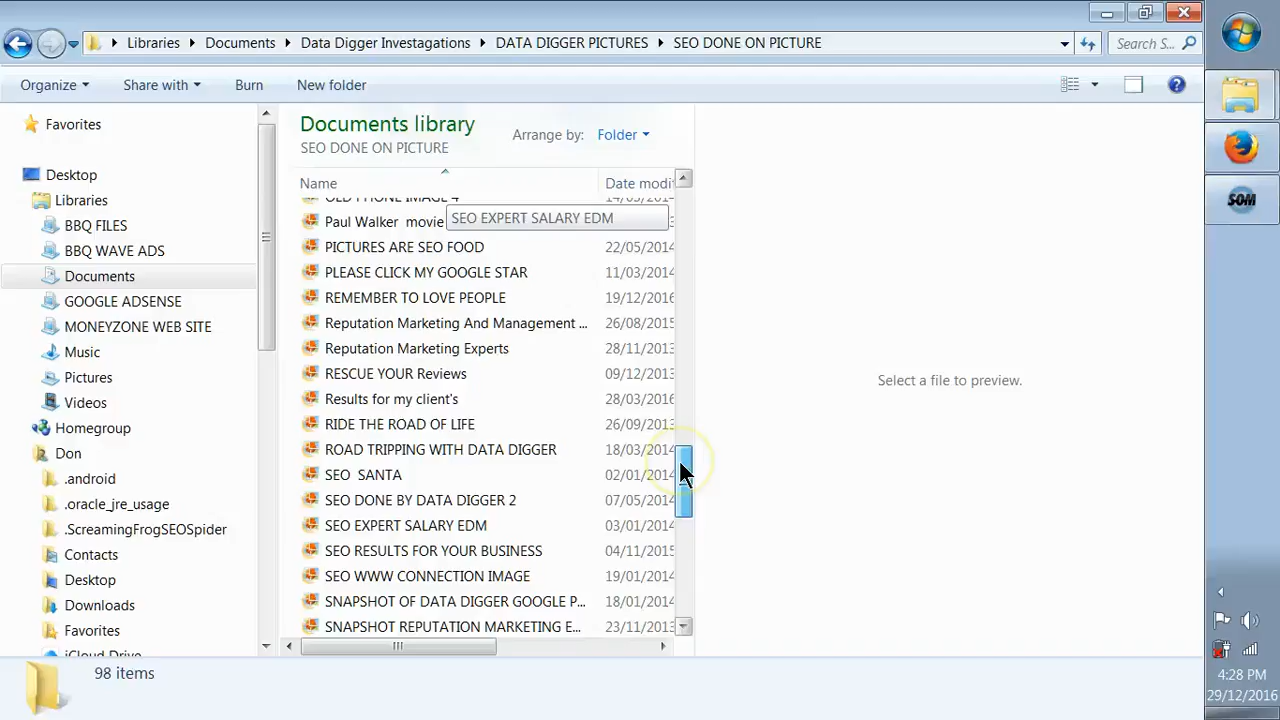 Libraries Documents Data Digger Investagations DATA DIGGER PICTURES SEO DONE ON PICTURE Search S...
Organize Share with Burn New folder
Favorites
Desktop
Libraries
BBQ FILES
BBQ WAVE ADS
Documents
GOOGLE ADSENSE
MONEYZONE WEB SITE
Music
Pictures
Videos
Homegroup
Don
.android
.oracle_jre_usage
.ScreamingFrogSEOSpider
Contacts
Desktop
Downloads
Favorites
iCloud Drive
Documents library
SEO DONE ON PICTURE
Arrange by: Folder
Name Date modi
OLD PHONE IMAGE 4 14/05/2014
Paul Walker movie
SEO EXPERT SALARY EDM
PICTURES ARE SEO FOOD 22/05/2014
PLEASE CLICK MY GOOGLE STAR 11/03/2014
REMEMBER TO LOVE PEOPLE 19/12/2016
Reputation Marketing And Management ... 26/08/2015
Reputation Marketing Experts 28/11/2013
RESCUE YOUR Reviews 09/12/2013
Results for my client's 28/03/2016
RIDE THE ROAD OF LIFE 26/09/2013
ROAD TRIPPING WITH DATA DIGGER 18/03/2014
SEO SANTA 02/01/2014
SEO DONE BY DATA DIGGER 2 07/05/2014
SEO EXPERT SALARY EDM 03/01/2014
SEO RESULTS FOR YOUR BUSINESS 04/11/2015
SEO WWW CONNECTION IMAGE 19/01/2014
SNAPSHOT OF DATA DIGGER GOOGLE P... 18/01/2014
SNAPSHOT REPUTATION MARKETING E... 23/11/2013
Select a file to preview.
98 items
SOM
4:28 PM
29/12/2016